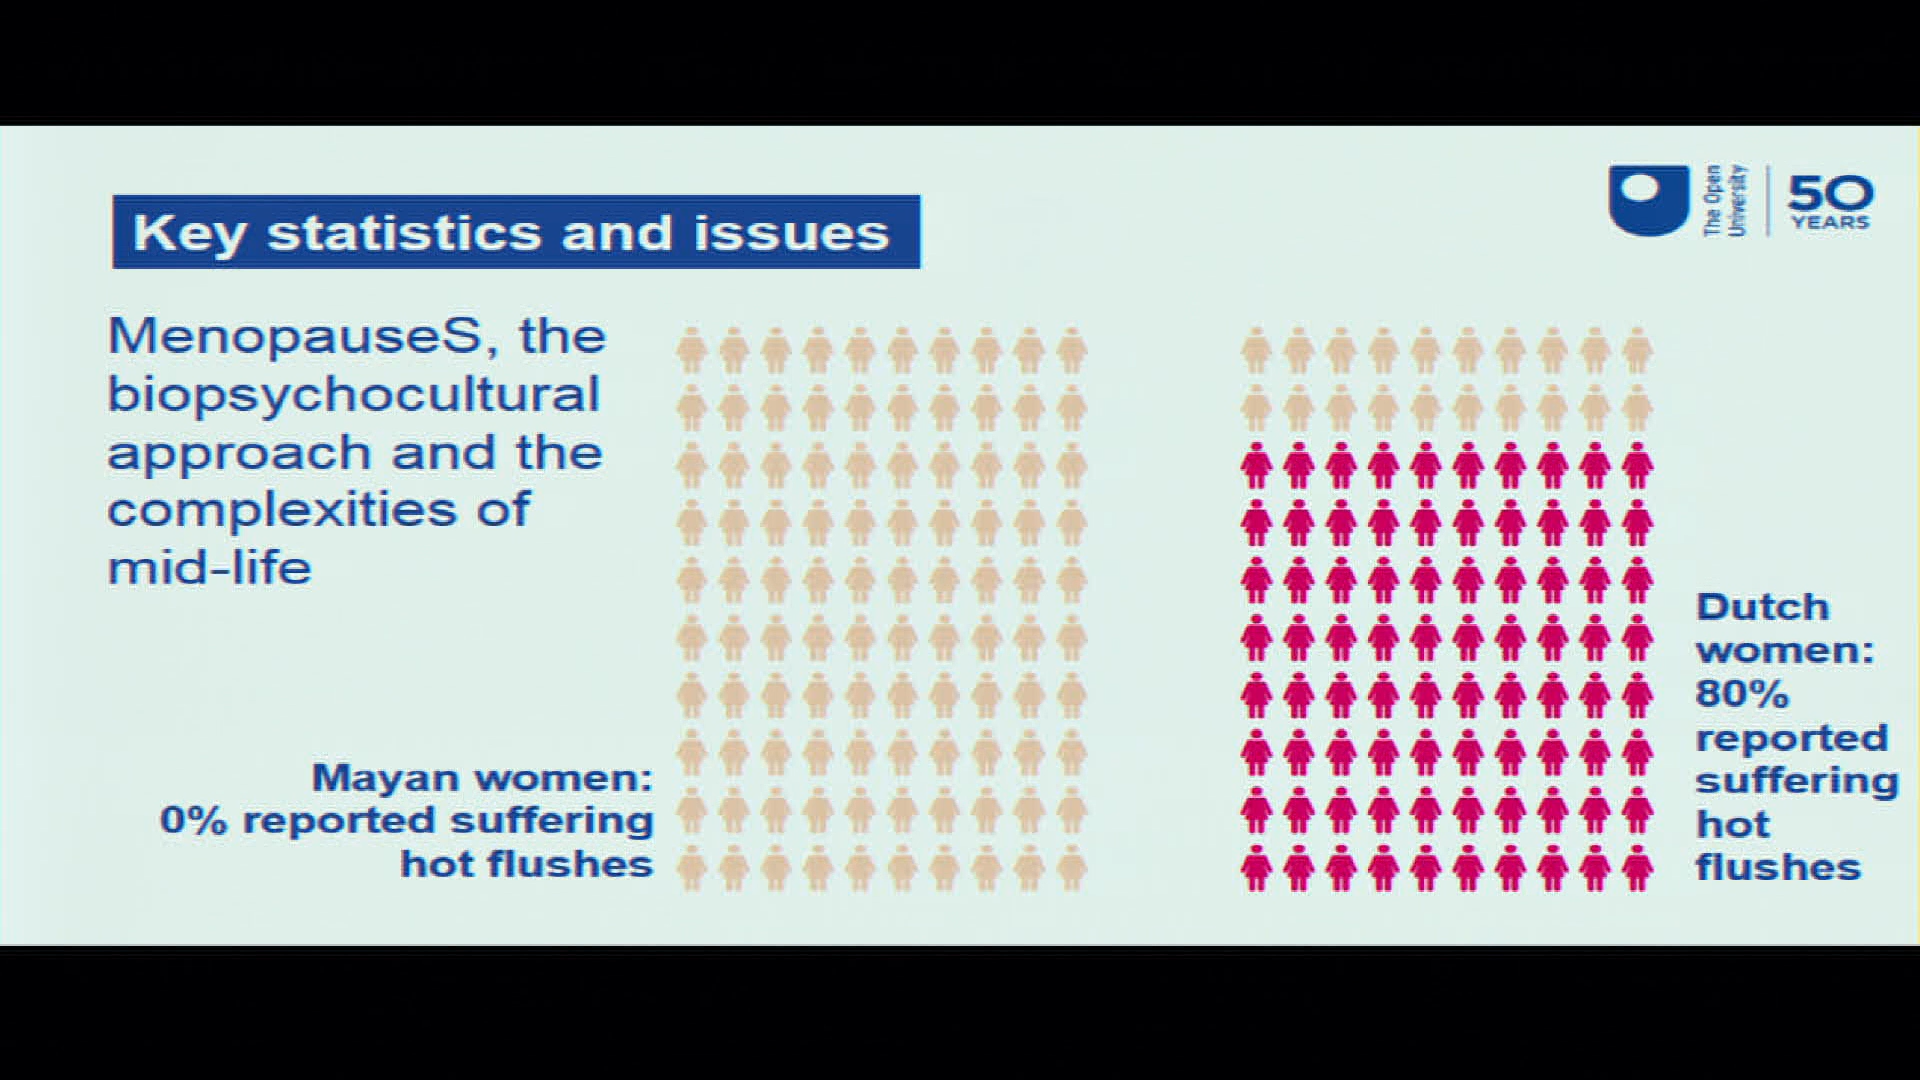 Key statistics and issues
The Open
University
50
YEARS
MenopauseS, the
biopsychocultural
approach and the
complexities of
mid-life
Mayan women:
0% reported suffering
hot flushes
Dutch
women:
80%
reported
suffering
hot
flushes